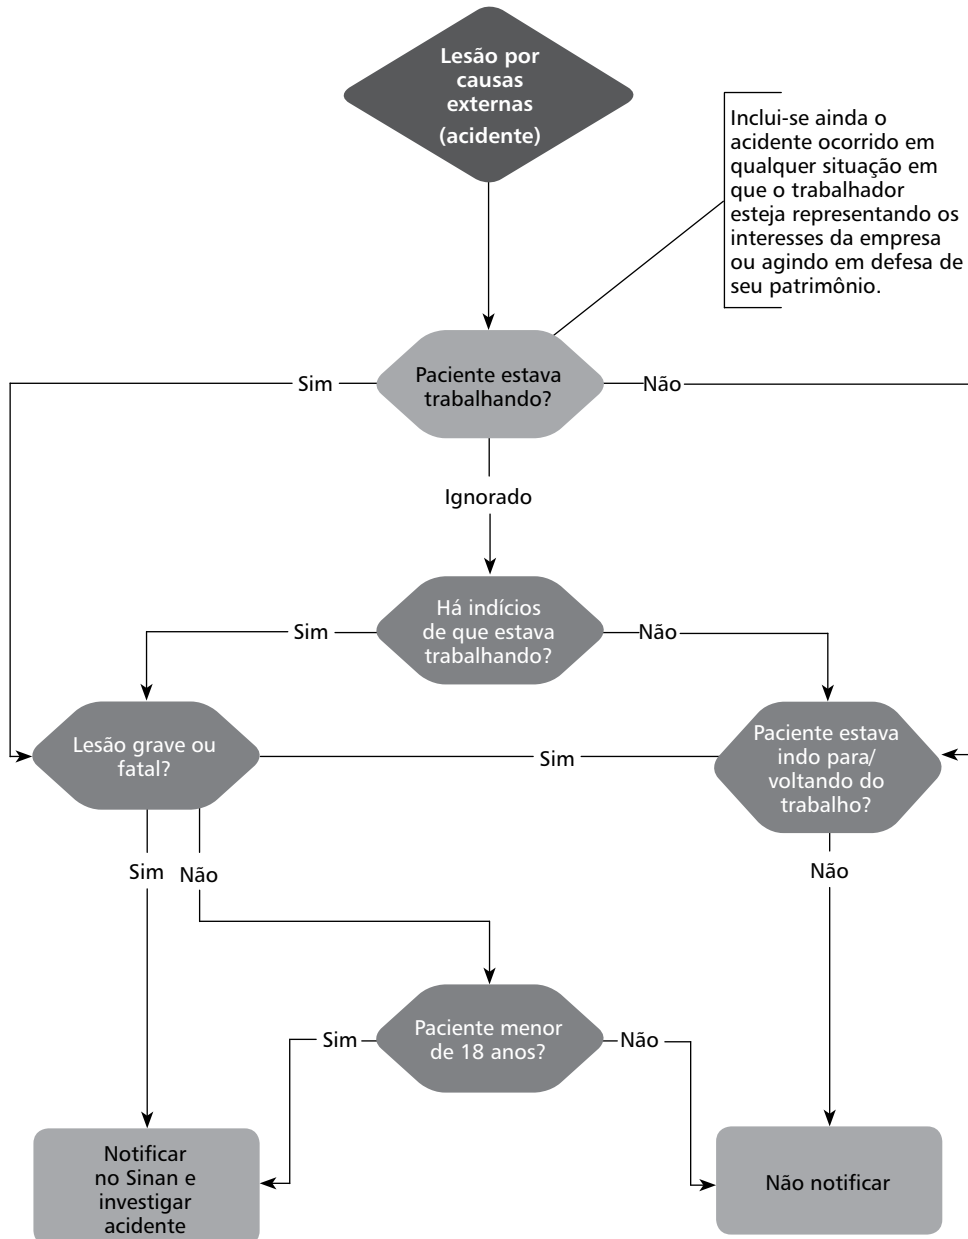 Lesão por
causas
externas
(acidente)
Inclui-se ainda o
acidente ocorrido em
qualquer situação em
que o trabalhador
esteja representando os
interesses da empresa
ou agindo em defesa de
seu patrimônio.
Paciente estava
trabalhando?
Sim
Não
Ignorado
Há indícios
de que estava
trabalhando?
Sim
Não
Lesão grave ou
fatal?
Sim
Paciente estava
indo para/
voltando do
trabalho?
Sim
Não
Não
Paciente menor
de 18 anos?
Sim
Não
Notificar
no Sinan e
investigar
acidente
Não notificar